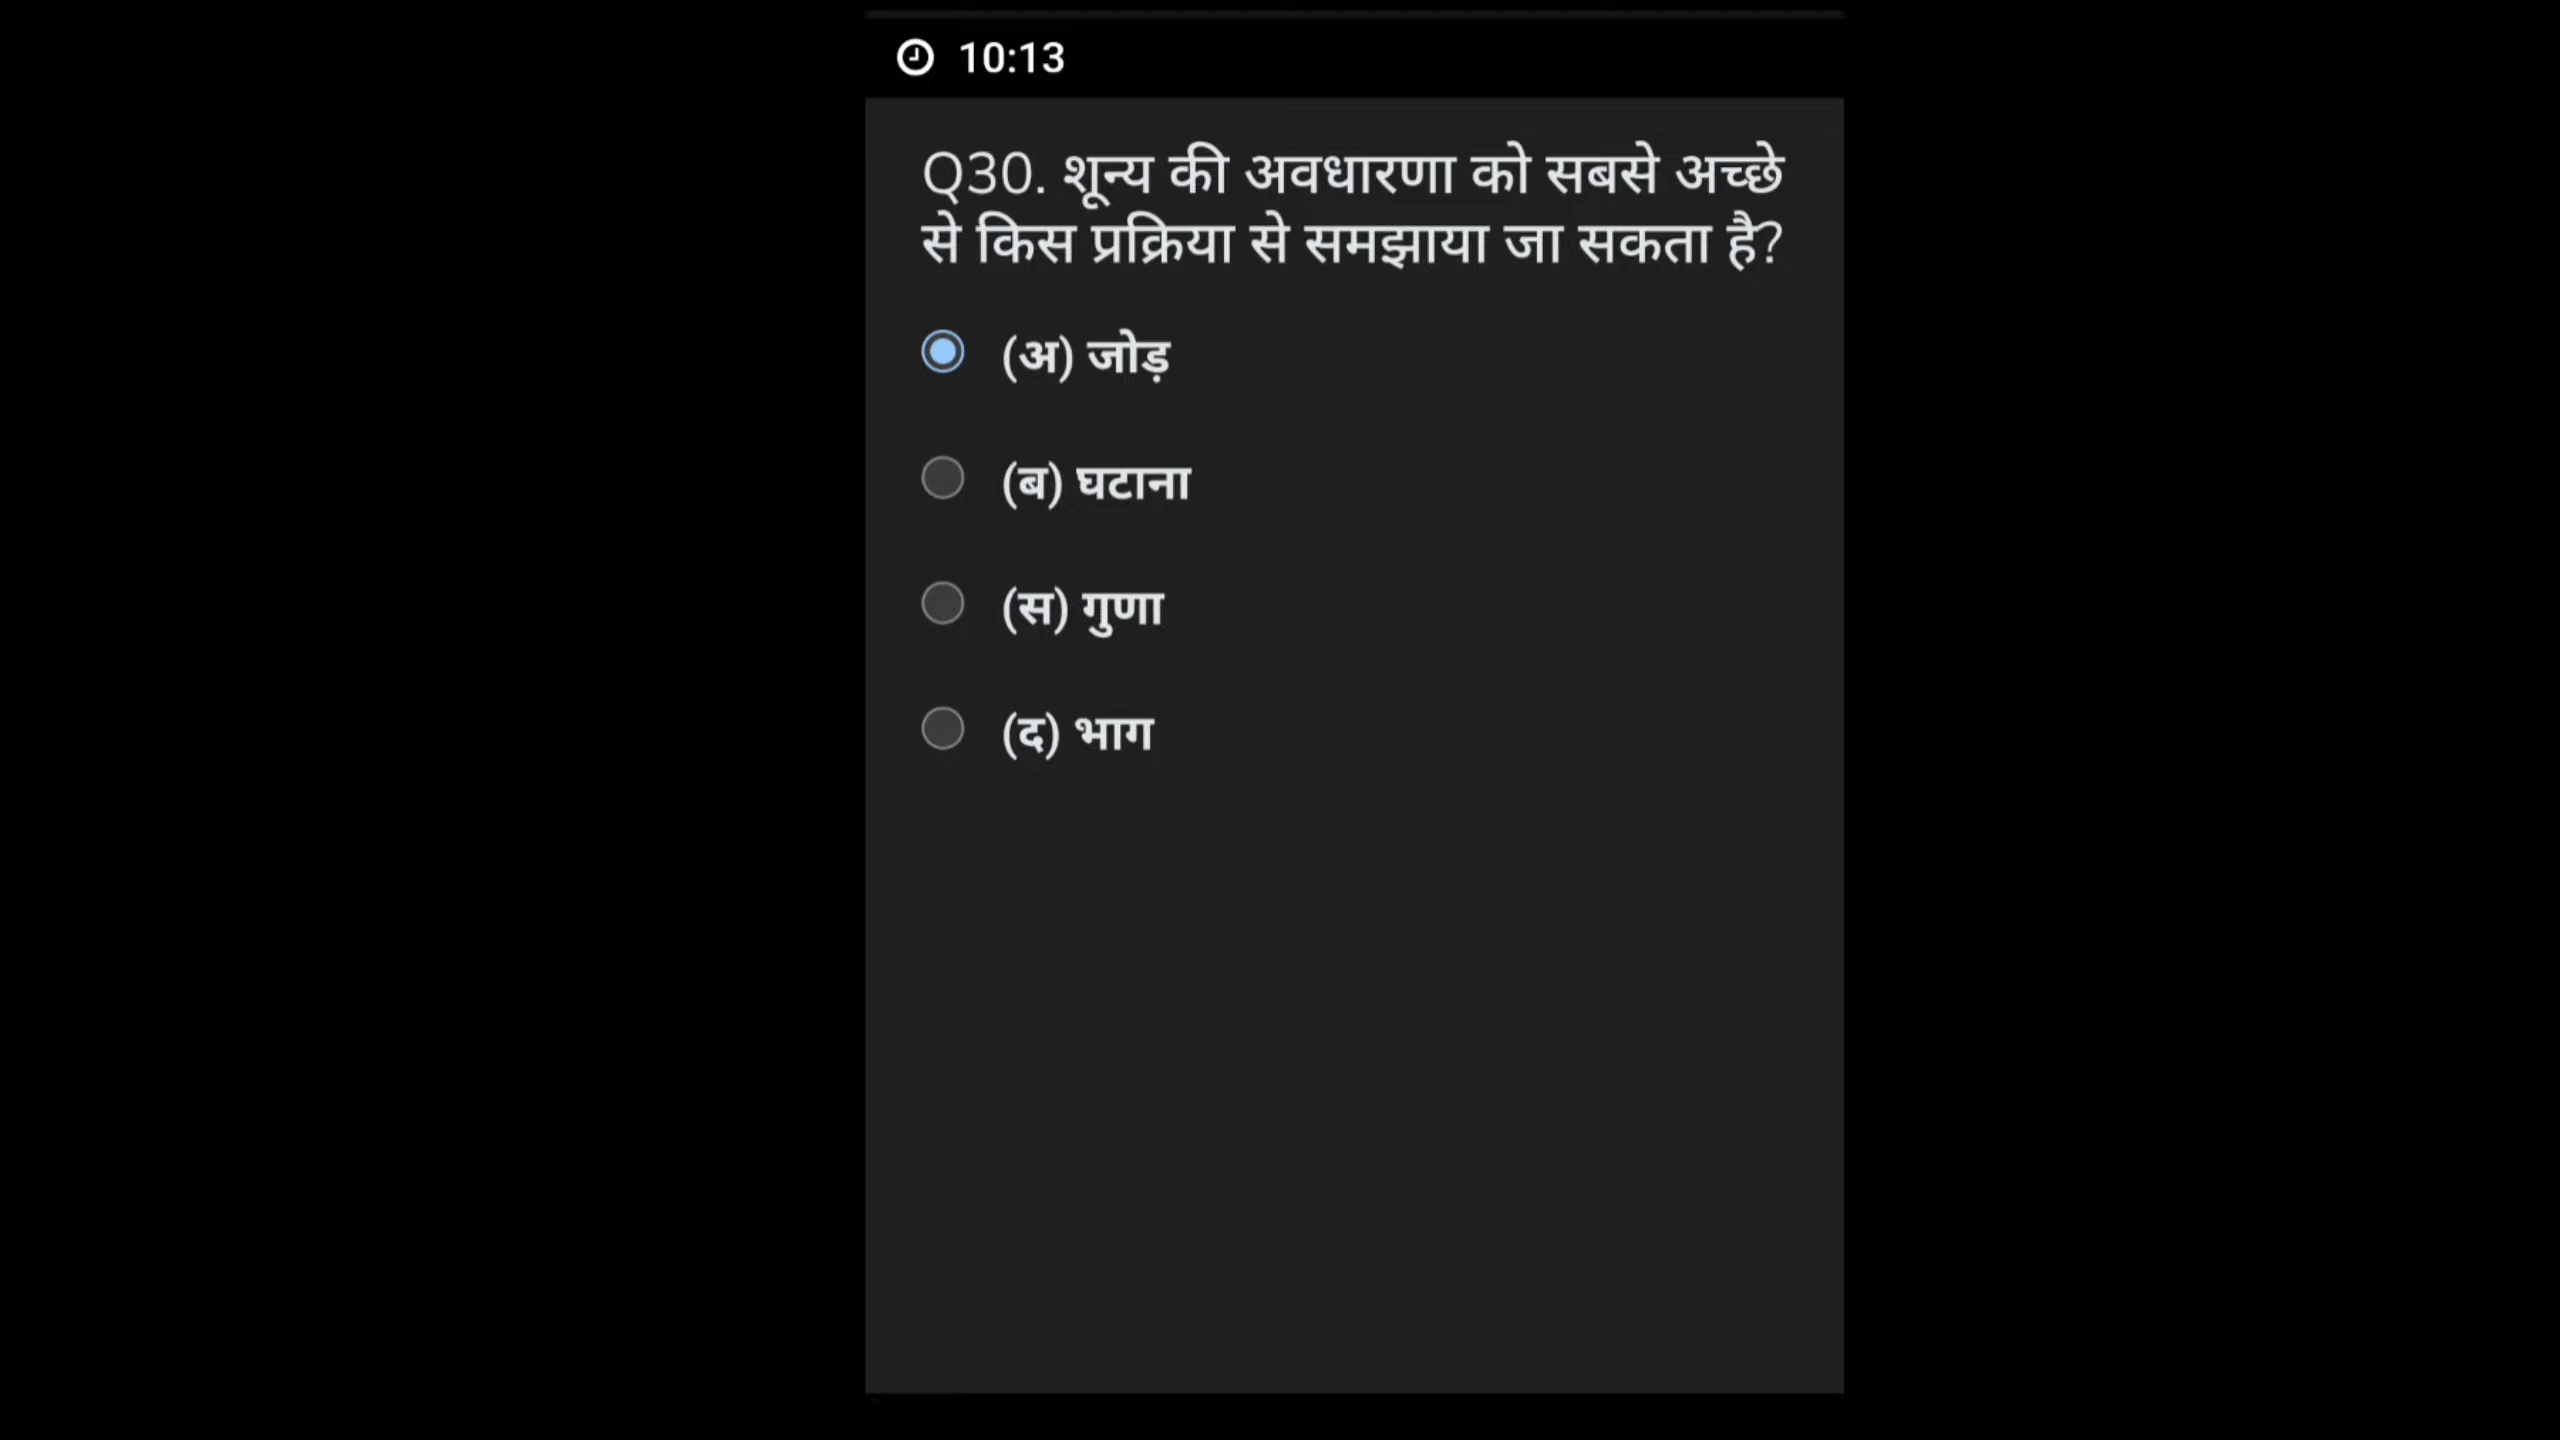 10:13
Q30. शून्य की अवधारणा को सबसे अच्छे
से किस प्रक्रिया से समझाया जा सकता है?
(अ) जोड़
(ब) घटाना
(स) गुणा
(द) भाग